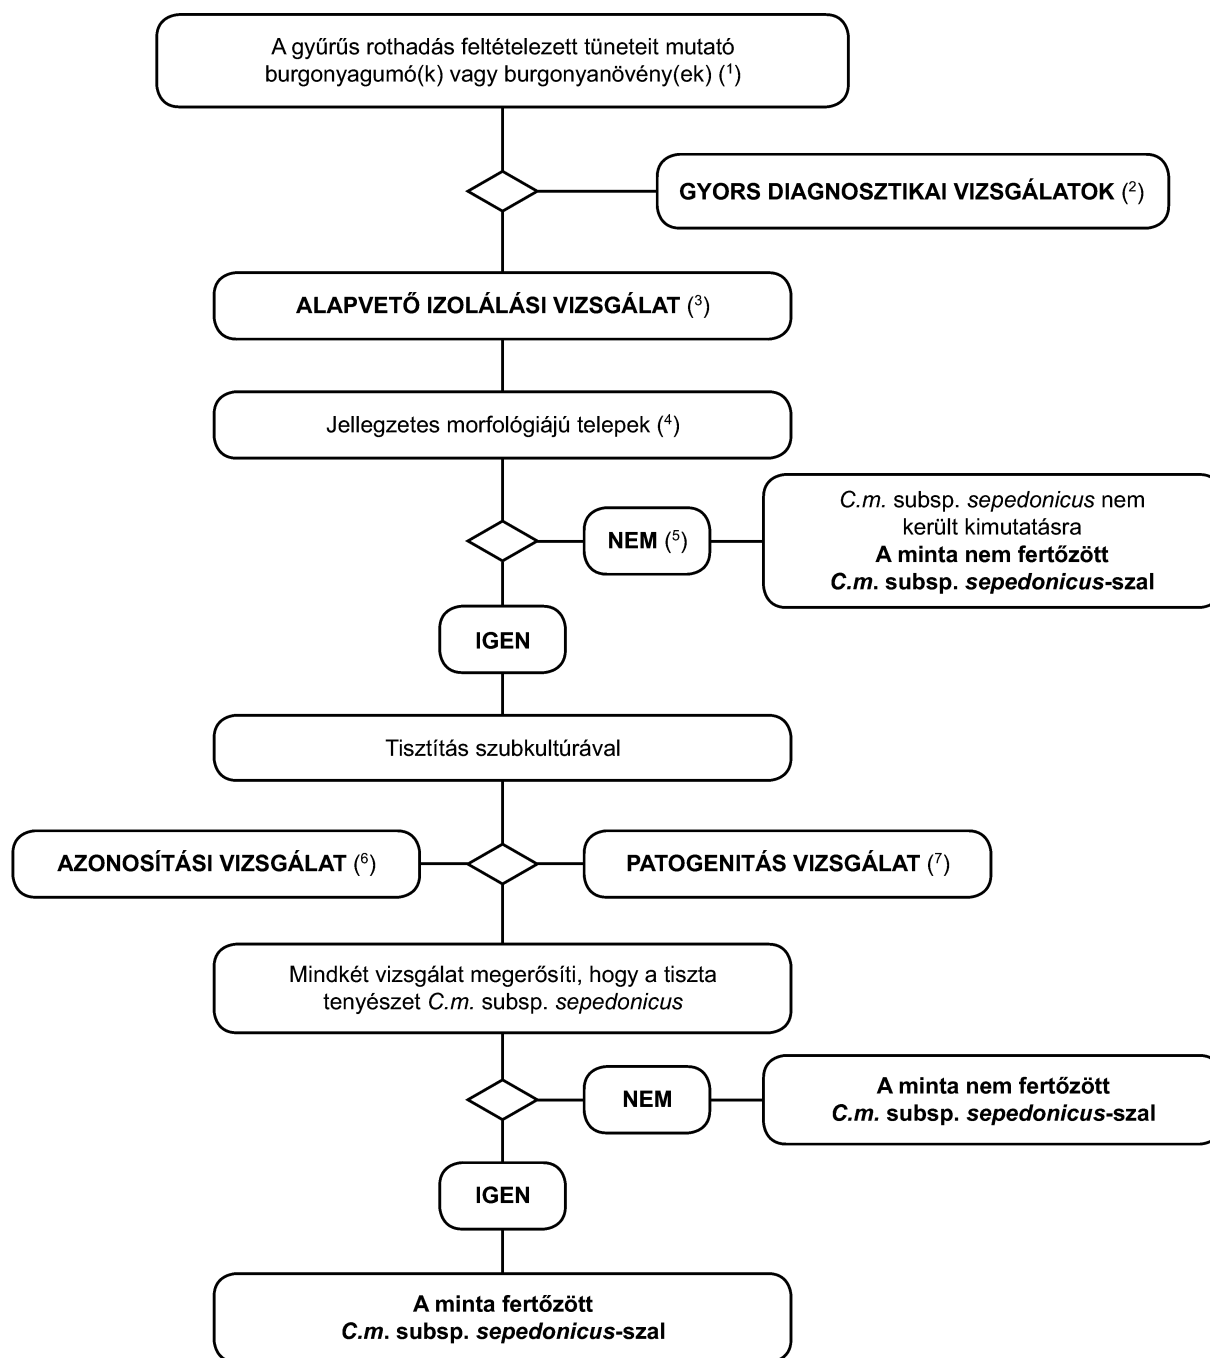 A gyűrűs rothadás feltételezett tüneteit mutató
burgonyagumó(k) vagy burgonyanövény(ek) (¹)
GYORS DIAGNOSZTIKAI VIZSGÁLATOK (²)
ALAPVETŐ IZOLÁLÁSI VIZSGÁLAT (³)
Jellegzetes morfológiájú telepek (⁴)
NEM (⁵)
C.m. subsp. sepedonicus nem
került kimutatásra
A minta nem fertőzött
C.m. subsp. sepedonicus-szal
IGEN
Tisztítás szubkultúrával
AZONOSÍTÁSI VIZSGÁLAT (⁶)
PATOGENITÁS VIZSGÁLAT (⁷)
Mindkét vizsgálat megerősíti, hogy a tiszta
tenyészet C.m. subsp. sepedonicus
NEM
A minta nem fertőzött
C.m. subsp. sepedonicus-szal
IGEN
A minta fertőzött
C.m. subsp. sepedonicus-szal